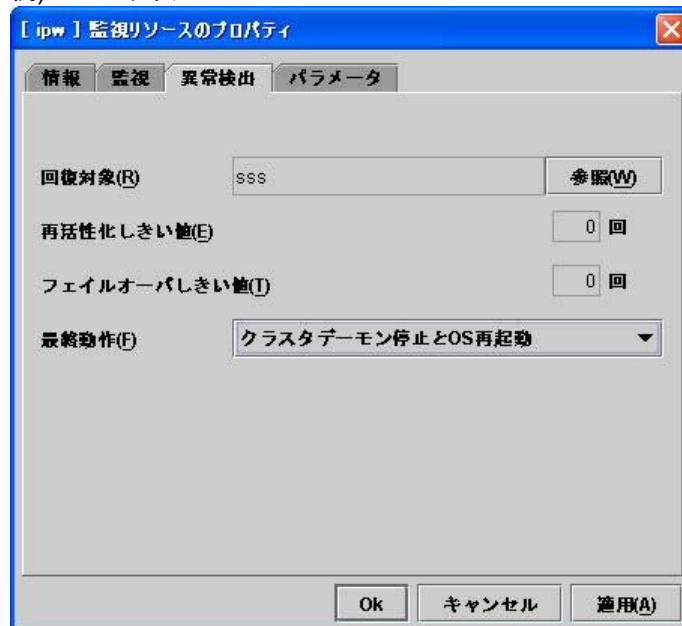 [ ipw ] 監視リソースのプロパティ
情報 監視 異常検出 パラメータ
回復対象(R) sss 参照(W)
再活性化しきい値(E) 0 回
フェイルオーバしきい値(T) 0 回
最終動作(F) クラスタデーモン停止とOS再起動
Ok キャンセル 適用(A)